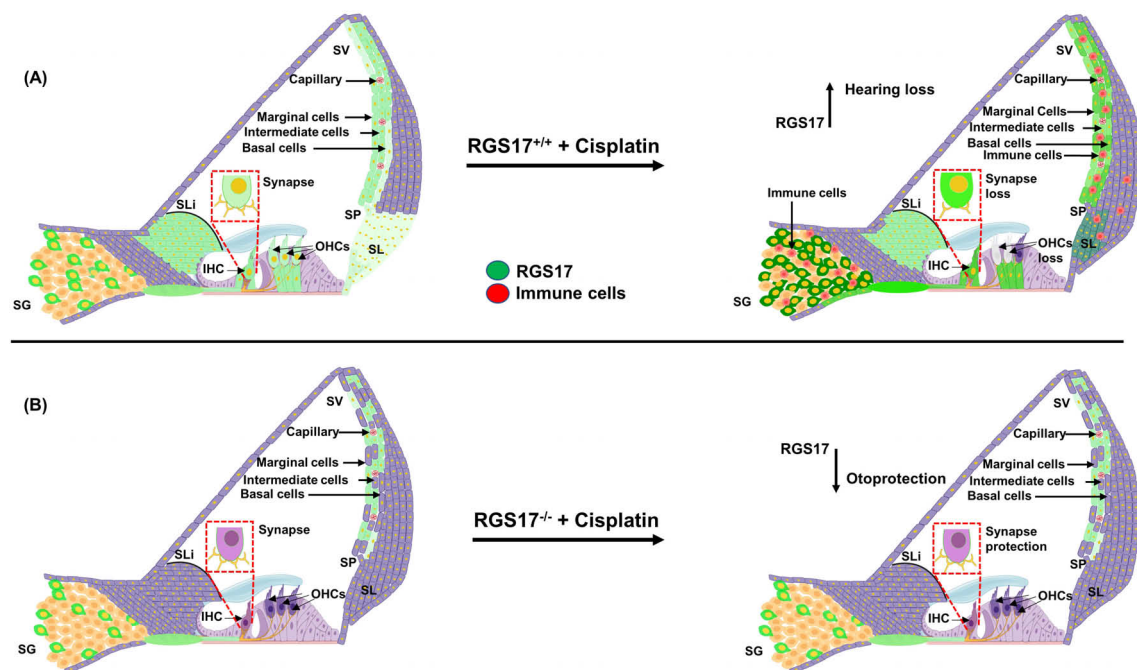 (A)
SV
Capillary
Marginal cells
Intermediate cells
Basal cells
Synapse
SLi
SP
OHCs
SL
IHC
SG
RGS17+/+ + Cisplatin
RGS17
Immune cells
Hearing loss
RGS17
SV
Capillary
Marginal Cells
Intermediate cells
Basal cells
Immune cells
Immune cells
Synapse
loss
SLi
SP
OHCs
loss
SL
IHC
SG
(B)
SV
Capillary
Marginal cells
Intermediate cells
Basal cells
Synapse
SLi
SP
OHCs
SL
IHC
SG
RGS17-/- + Cisplatin
RGS17
Otoprotection
SV
Capillary
Marginal cells
Intermediate cells
Basal cells
Synapse
protection
SLi
SP
OHCs
SL
IHC
SG